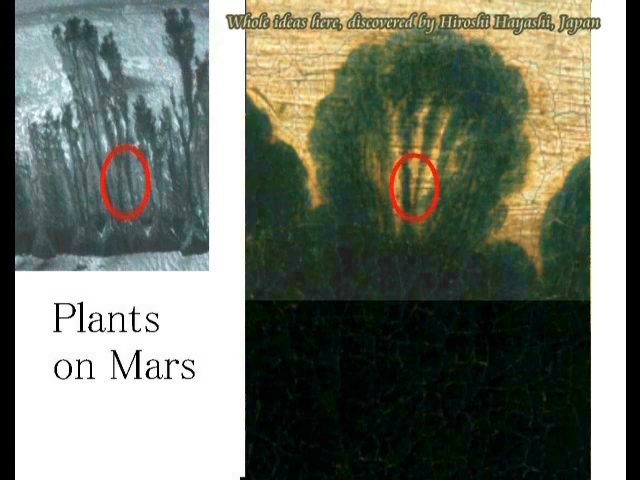 Whole ideas here, discovered by Hiroshi Hayashi, Japan
Plants
on Mars